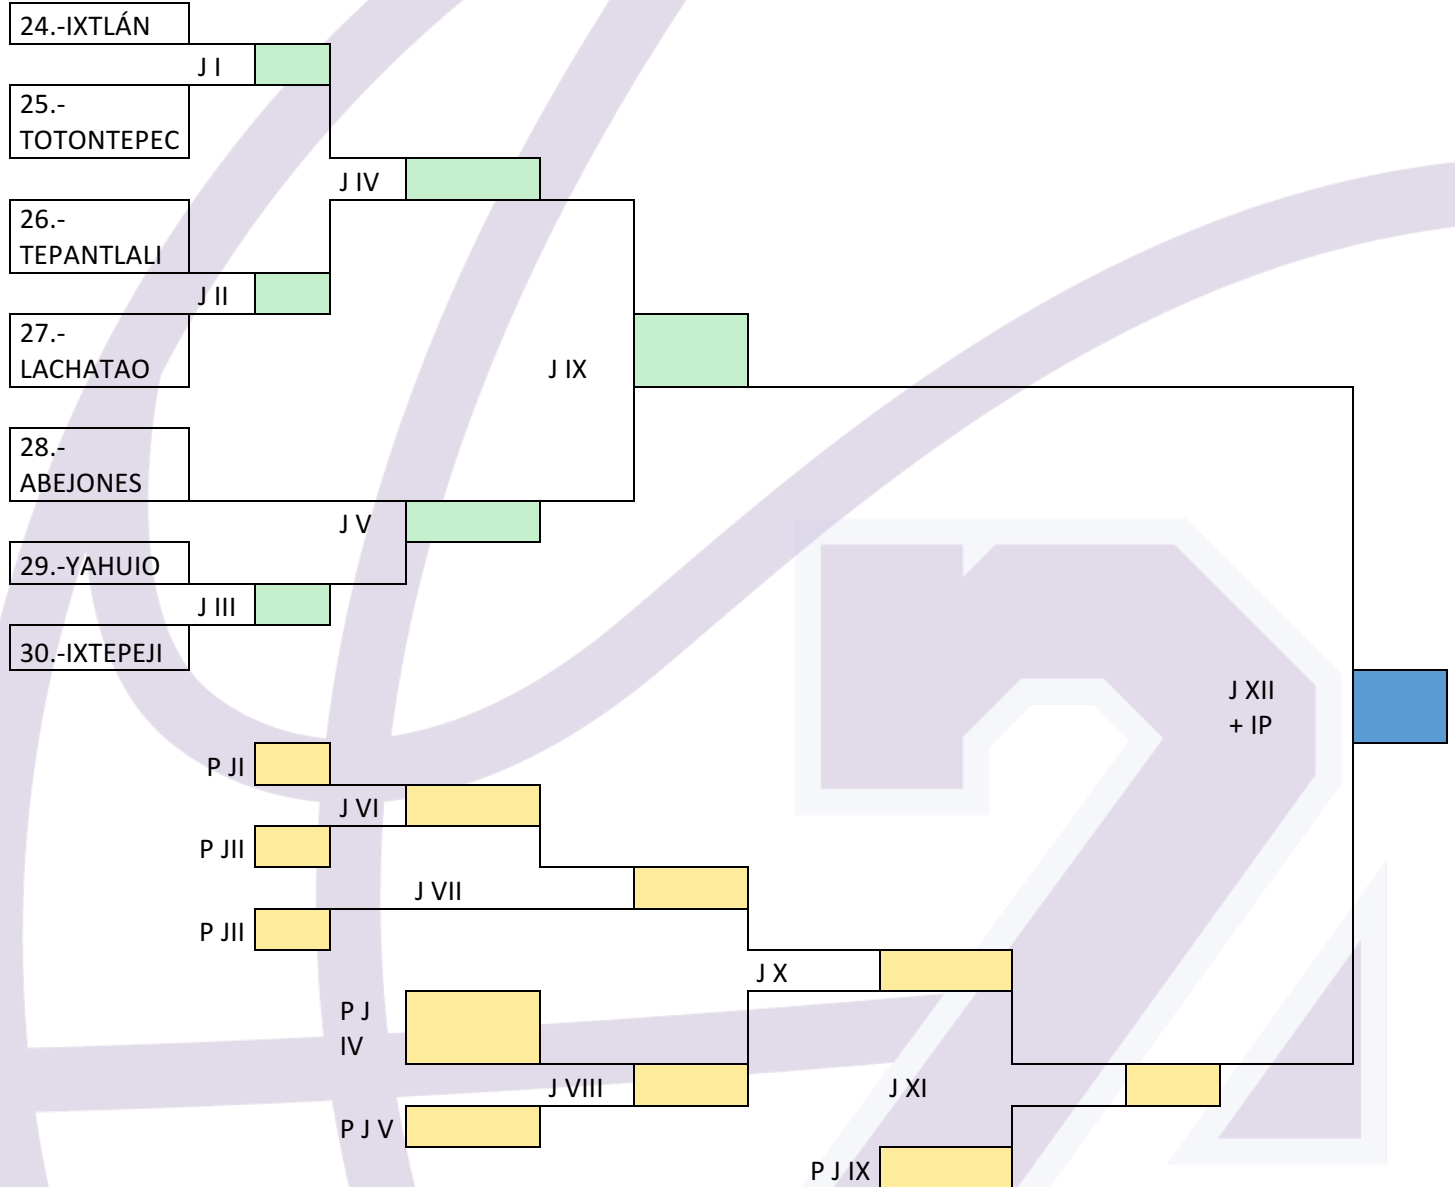 24.-IXTLÁN
J I
25.-
TOTONTEPEC
J IV
26.-
TEPANTLALI
J II
27.-
LACHATAO
J IX
28.-
ABEJONES
J V
29.-YAHUIO
J III
30.-IXTEPEJI
J XII
+ IP
P JII
J VI
P JII
J VII
P JII
J X
P J
IV
J VIII
J XI
P J V
P J IX